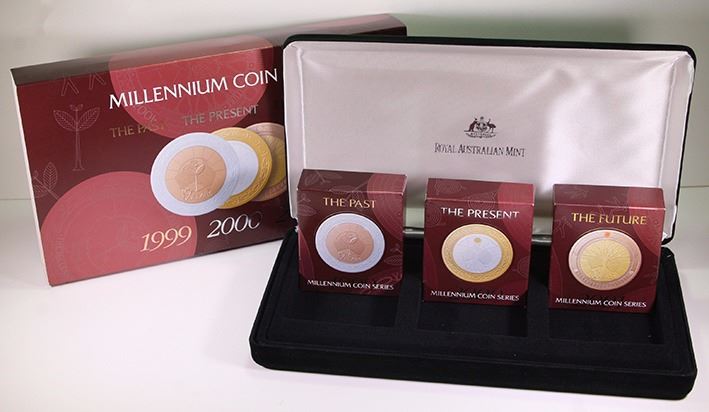 MILLENNIUM COIN
THE PAST THE PRESENT
1999 2000
ROYAL AUSTRALIAN MINT
THE PAST
MILLENNIUM COIN SERIES
THE PRESENT
MILLENNIUM COIN SERIES
THE FUTURE
MILLENNIUM COIN SERIES